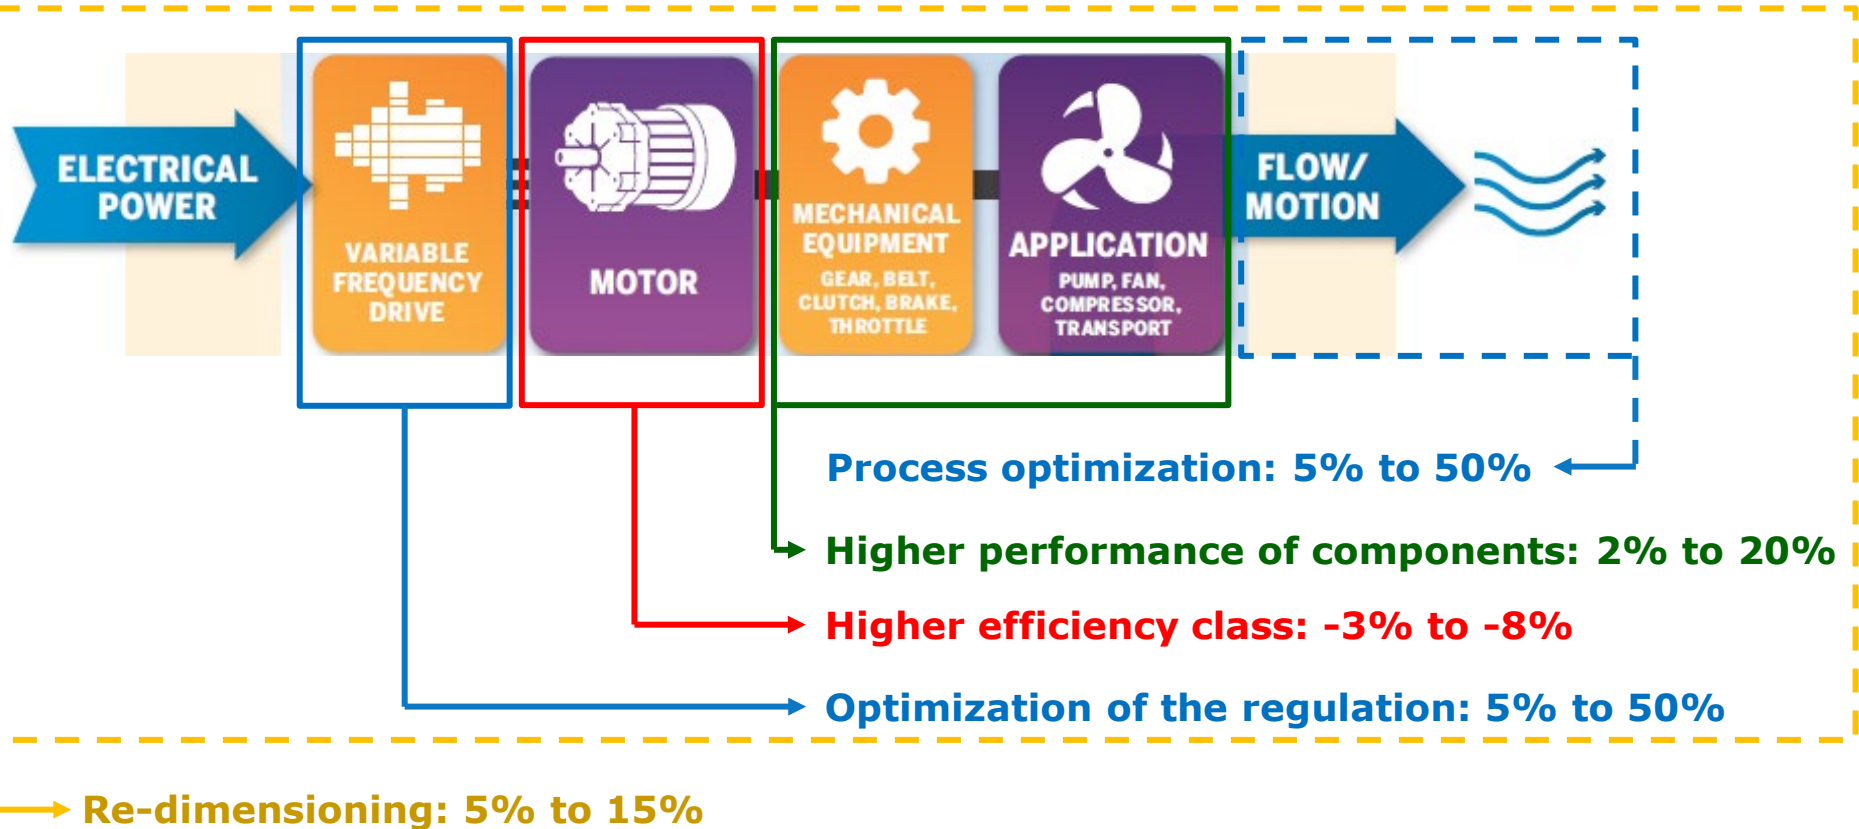 ELECTRICAL
POWER
VARIABLE
FREQUENCY
DRIVE
MOTOR
MECHANICAL
EQUIPMENT
GEAR, BELT,
CLUTCH, BRAKE,
THROTTLE
APPLICATION
PUMP, FAN,
COMPRESSOR,
TRANSPORT
FLOW/
MOTION
Process optimization: 5% to 50%
Higher performance of components: 2% to 20%
Higher efficiency class: -3% to -8%
Optimization of the regulation: 5% to 50%
Re-dimensioning: 5% to 15%